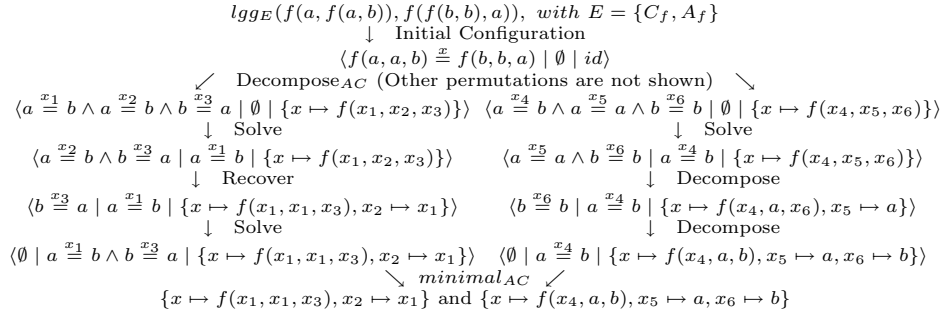 lgg_E(f(a, f(a, b)), f(f(b, b), a)), with E = {C_f, A_f}
↓ Initial Configuration
⟨f(a, a, b) ≟^x f(b, b, a) | ∅ | id⟩
↙ Decompose_AC (Other permutations are not shown) ↘
⟨a =^{x_1} b ∧ a =^{x_2} b ∧ b =^{x_3} a | ∅ | {x ↦ f(x_1, x_2, x_3)}⟩ ⟨a =^{x_4} b ∧ a =^{x_5} a ∧ b =^{x_6} b | ∅ | {x ↦ f(x_4, x_5, x_6)}⟩
↓ Solve ↓ Solve
⟨a =^{x_2} b ∧ b =^{x_3} a | a =^{x_1} b | {x ↦ f(x_1, x_2, x_3)}⟩ ⟨a =^{x_5} a ∧ b =^{x_6} b | a =^{x_4} b | {x ↦ f(x_4, x_5, x_6)}⟩
↓ Recover ↓ Decompose
⟨b =^{x_3} a | a =^{x_1} b | {x ↦ f(x_1, x_1, x_3), x_2 ↦ x_1}⟩ ⟨b =^{x_6} b | a =^{x_4} b | {x ↦ f(x_4, a, x_6), x_5 ↦ a}⟩
↓ Solve ↓ Decompose
⟨∅ | a =^{x_1} b ∧ b =^{x_3} a | {x ↦ f(x_1, x_1, x_3), x_2 ↦ x_1}⟩ ⟨∅ | a =^{x_4} b | {x ↦ f(x_4, a, b), x_5 ↦ a, x_6 ↦ b}⟩
↘ minimal_AC ↙
{x ↦ f(x_1, x_1, x_3), x_2 ↦ x_1} and {x ↦ f(x_4, a, b), x_5 ↦ a, x_6 ↦ b}